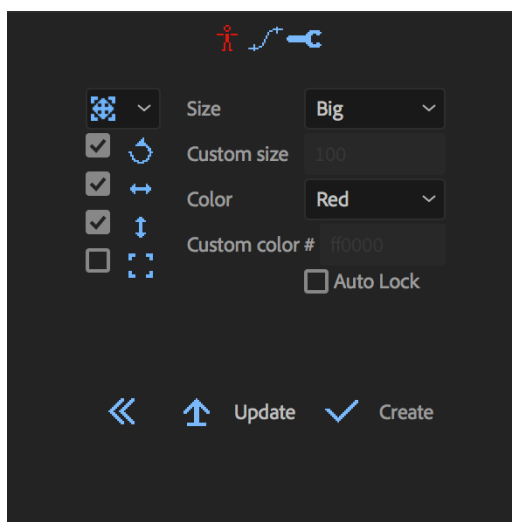 Size Big
Custom size 100
Color Red
Custom color # ff0000
Auto Lock
Update Create